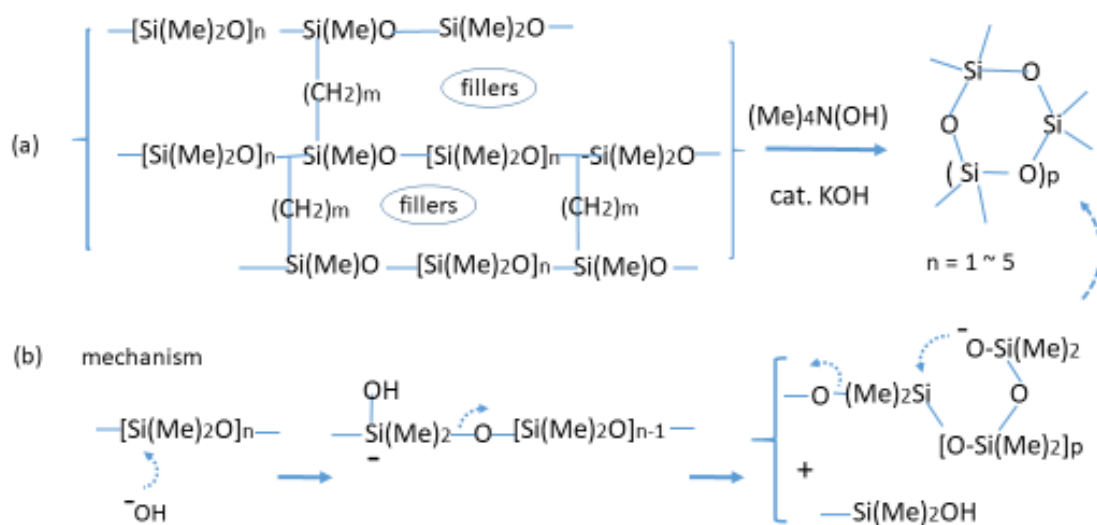 [Si(Me)2O]n Si(Me)O Si(Me)2O
(CH2)m fillers
(a)
[Si(Me)2O]n Si(Me)O [Si(Me)2O]n -Si(Me)2O
(CH2)m fillers (CH2)m
Si(Me)O [Si(Me)2O]n Si(Me)O
(Me)4N(OH)
cat. KOH
Si O
O Si
( Si O)p
n = 1 ~ 5
(b) mechanism
[Si(Me)2O]n
-OH
OH
Si(Me)2 O [Si(Me)2O]n-1
-
-O-Si(Me)2
O (Me)2Si O
[O-Si(Me)2]p
+
Si(Me)2OH